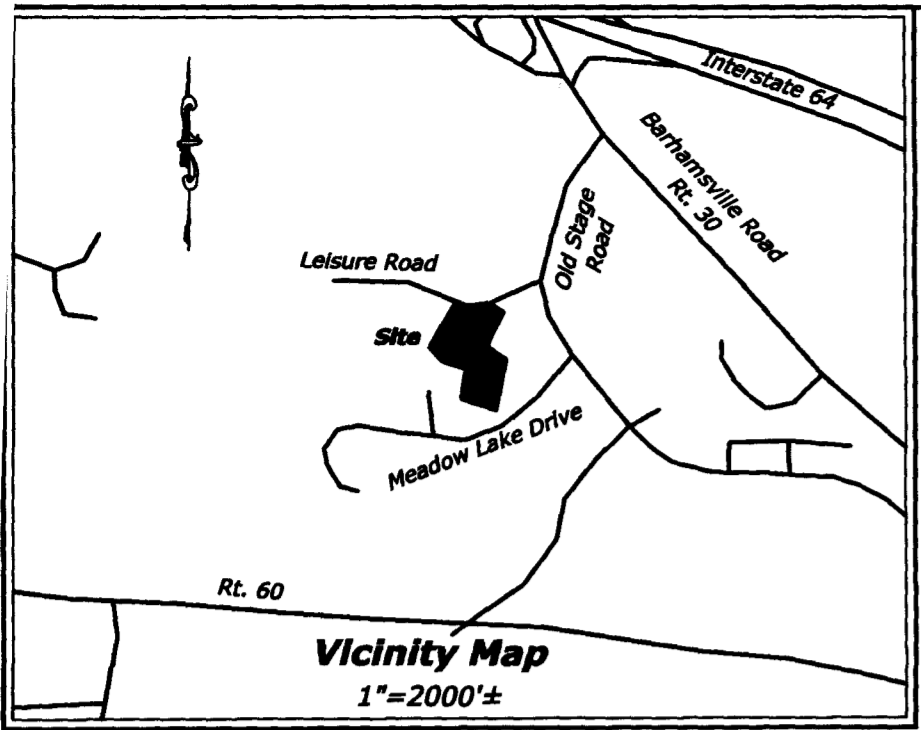 Interstate 64
Barhamsville Road
Rt. 30
Old Stage
Road
Leisure Road
Site
Meadow Lake Drive
Rt. 60
Vicinity Map
1"=2000'±